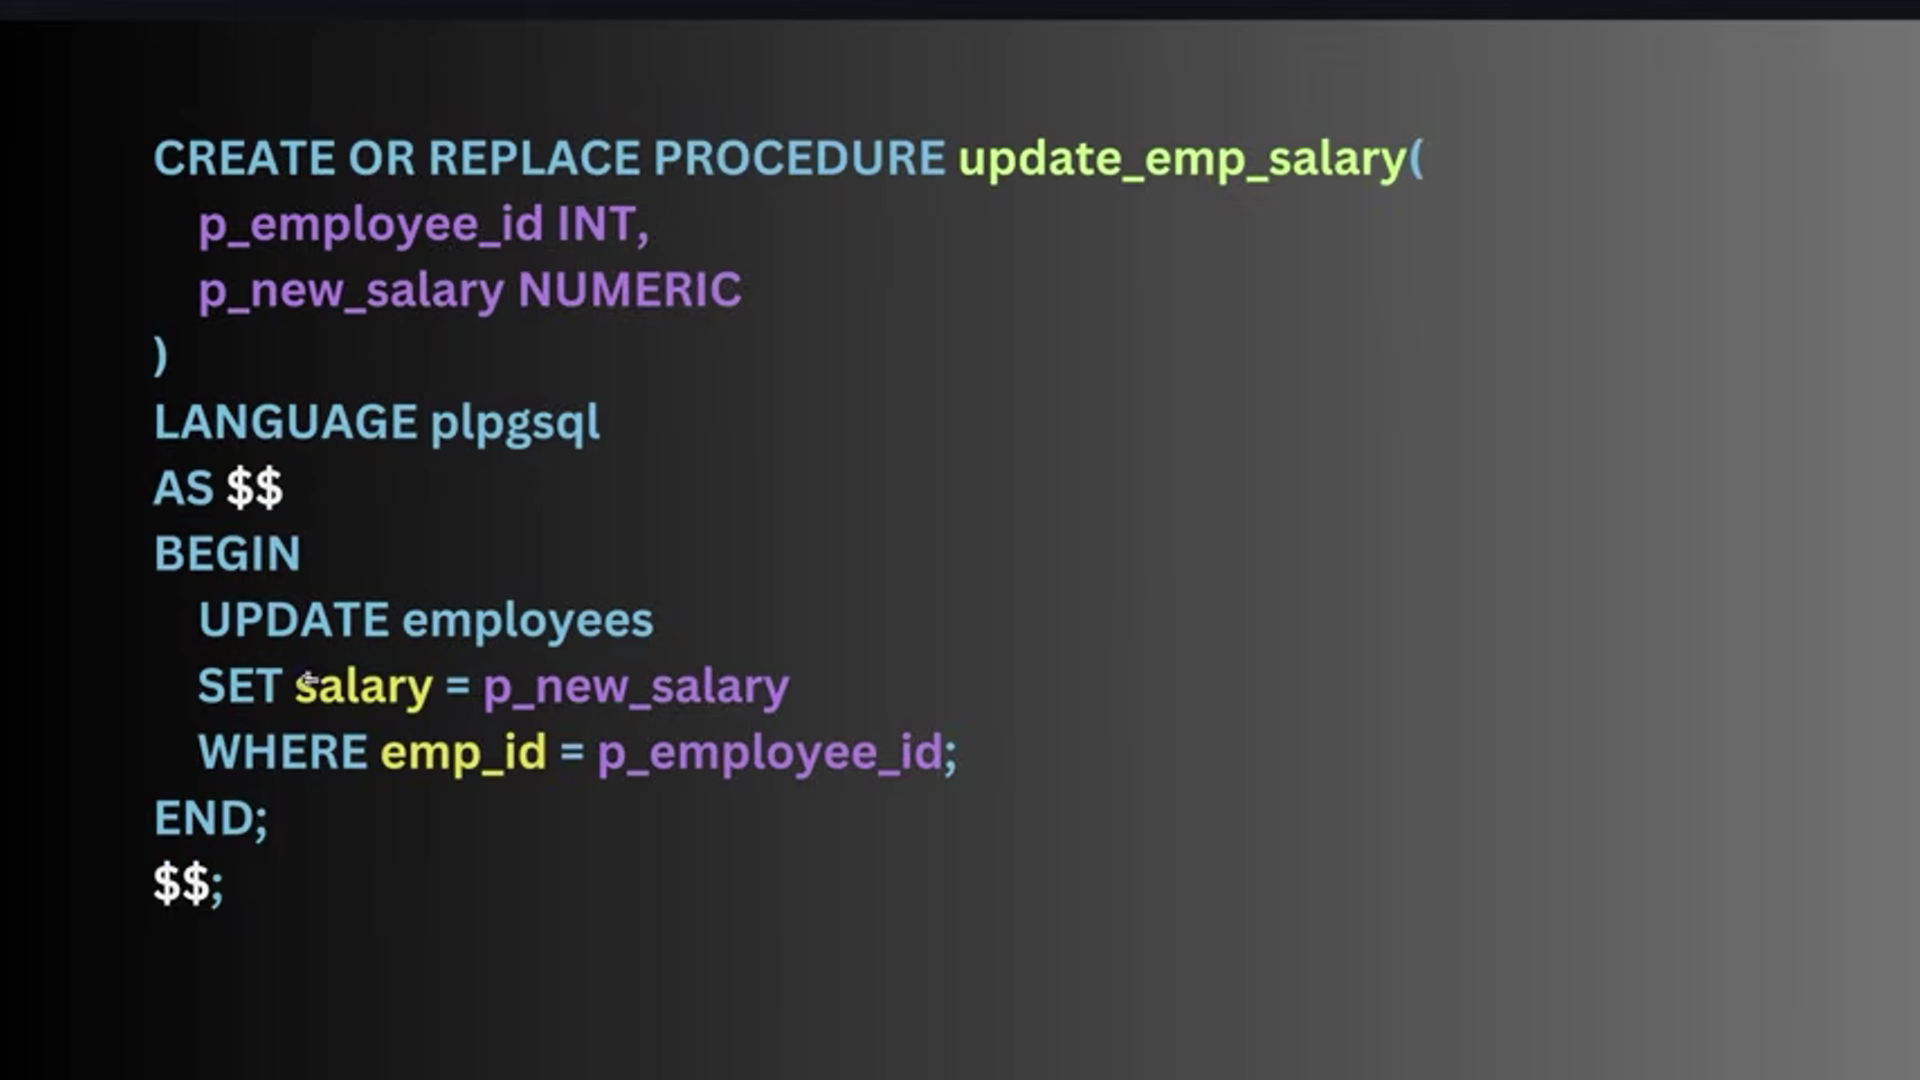 CREATE OR REPLACE PROCEDURE update_emp_salary(
p_employee_id INT,
p_new_salary NUMERIC
)
LANGUAGE plpgsql
AS $$
BEGIN
UPDATE employees
SET salary = p_new_salary
WHERE emp_id = p_employee_id;
END;
$$;